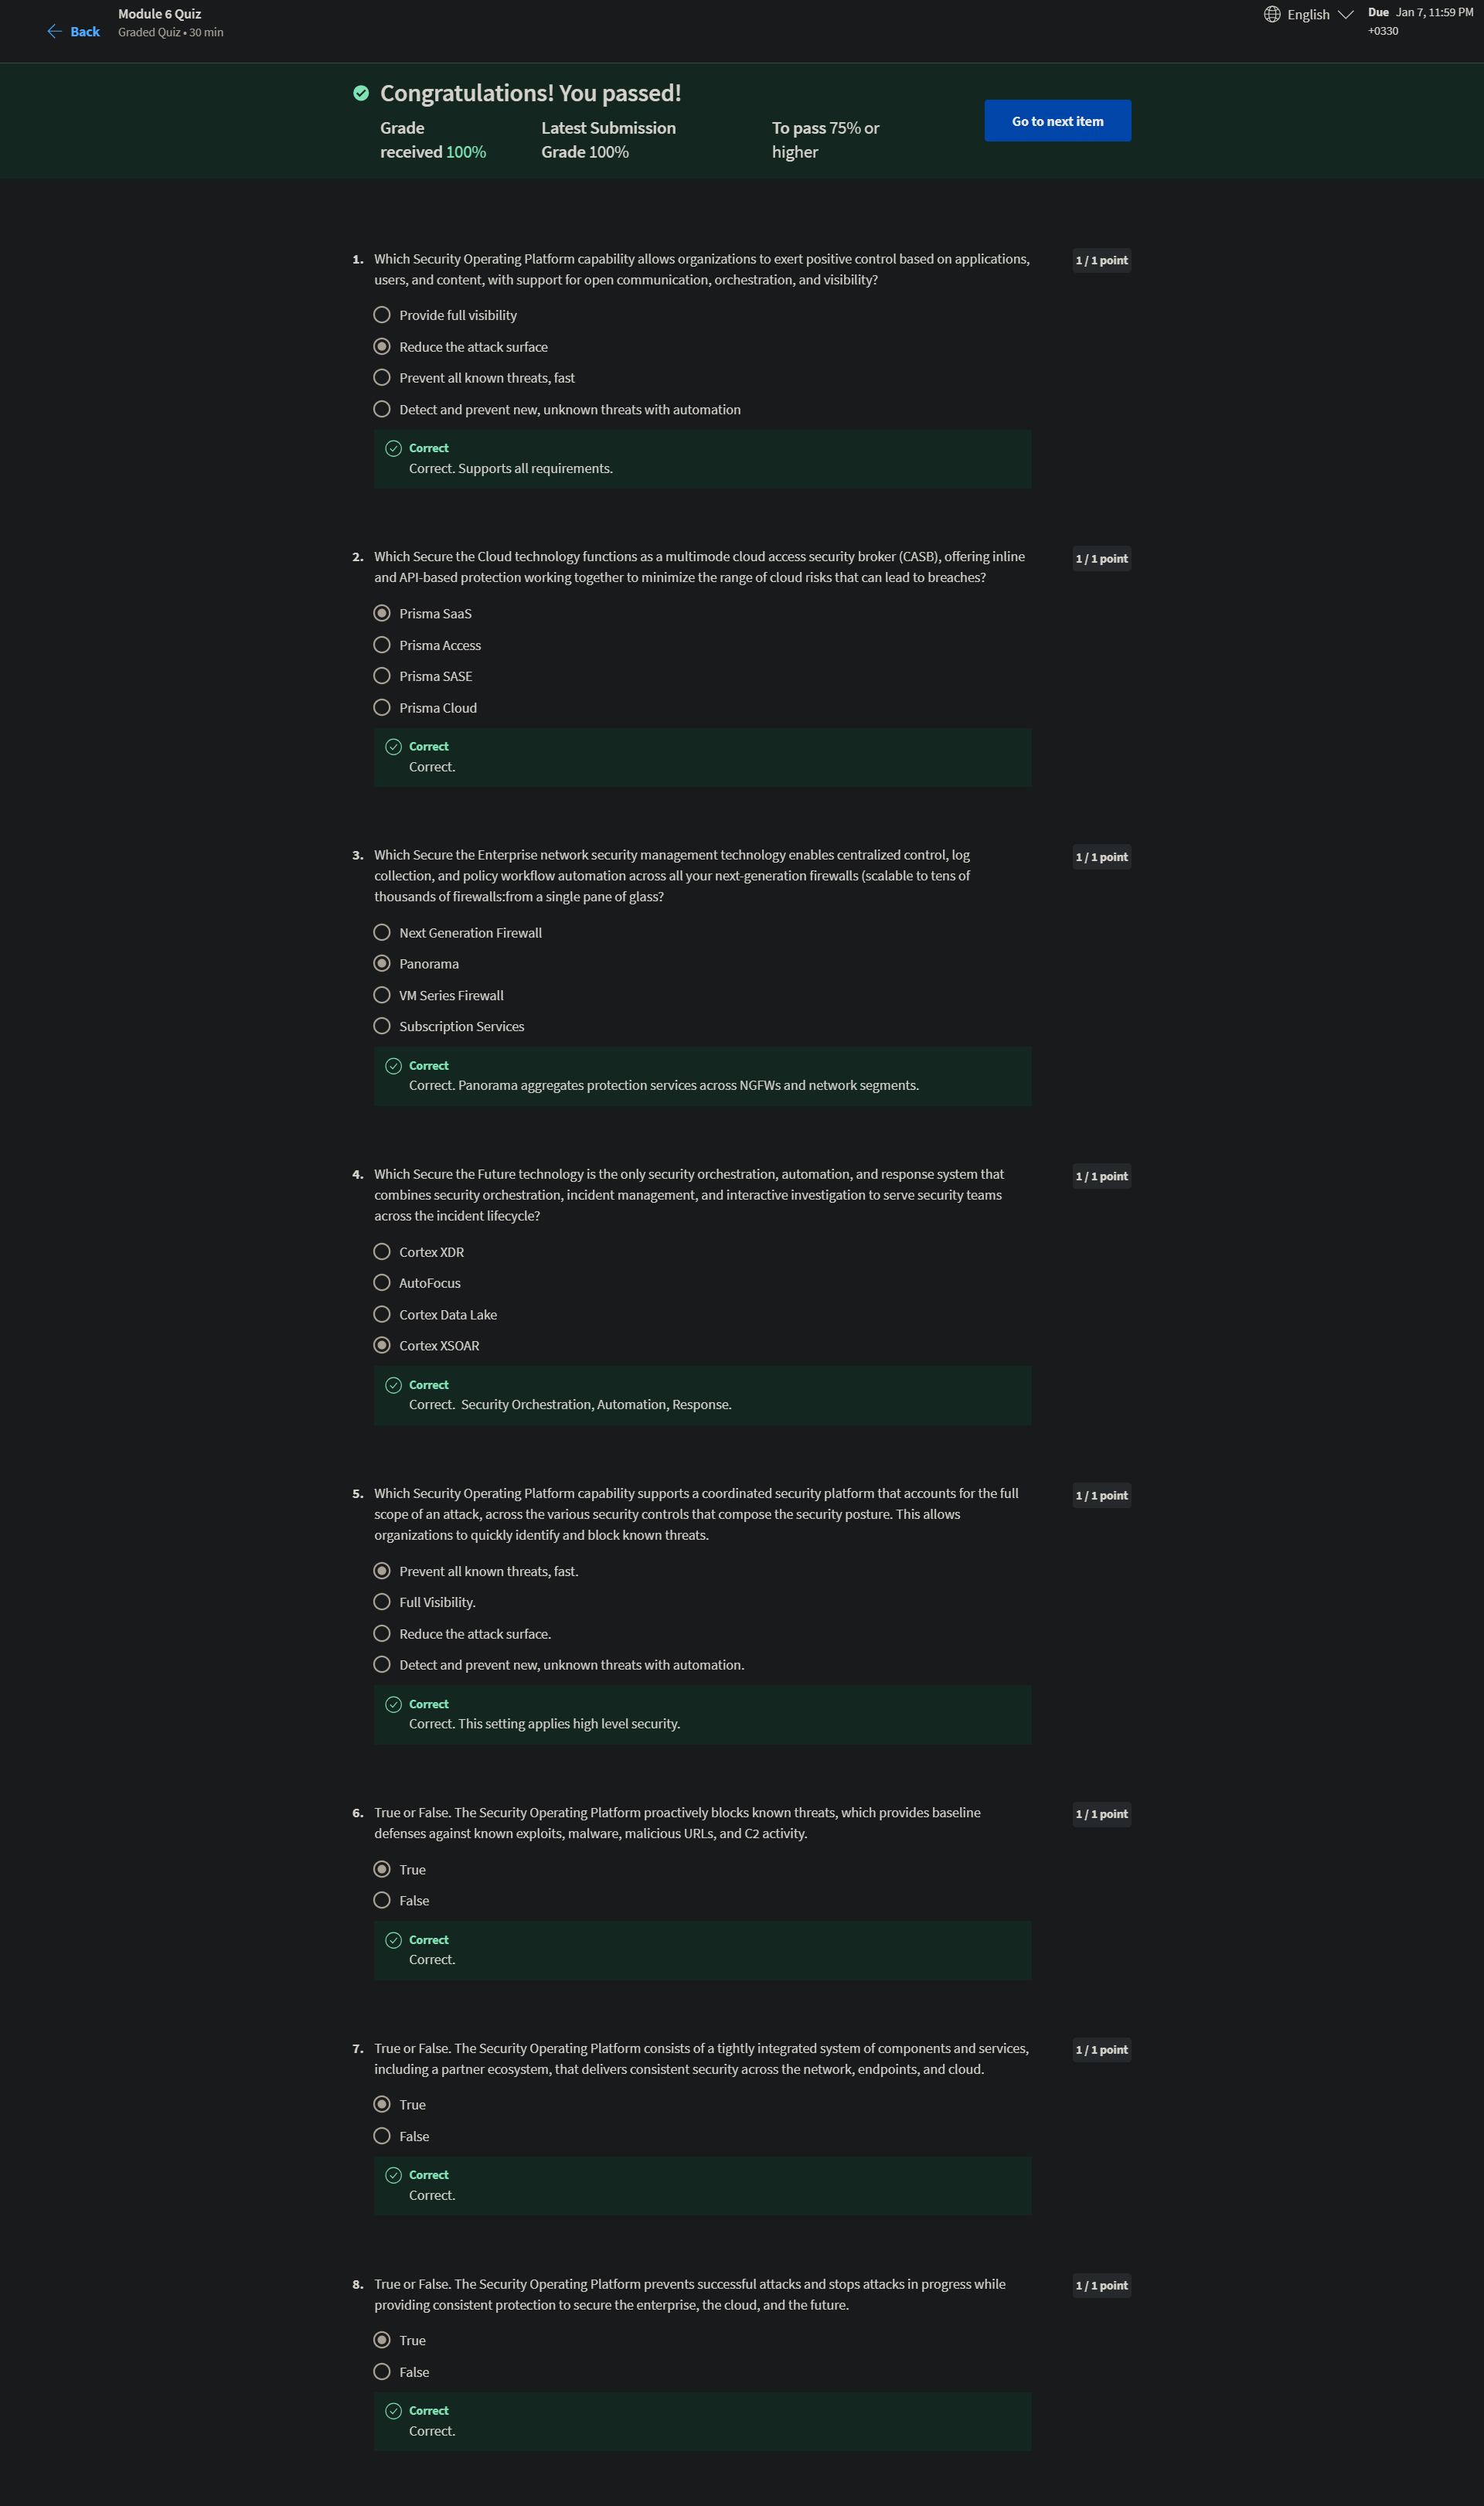 Back
Module 6 Quiz
Graded Quiz • 30 min
English
Due Jan 7, 11:59 PM
+0330
Congratulations! You passed!
Grade
received 100%
Latest Submission
Grade 100%
To pass 75% or
higher
Go to next item
1. Which Security Operating Platform capability allows organizations to exert positive control based on applications,
users, and content, with support for open communication, orchestration, and visibility?
1 / 1 point
Provide full visibility
Reduce the attack surface
Prevent all known threats, fast
Detect and prevent new, unknown threats with automation
Correct
Correct. Supports all requirements.
2. Which Secure the Cloud technology functions as a multimode cloud access security broker (CASB), offering inline
and API-based protection working together to minimize the range of cloud risks that can lead to breaches?
1 / 1 point
Prisma SaaS
Prisma Access
Prisma SASE
Prisma Cloud
Correct
Correct.
3. Which Secure the Enterprise network security management technology enables centralized control, log
collection, and policy workflow automation across all your next-generation firewalls (scalable to tens of
thousands of firewalls:from a single pane of glass?
1 / 1 point
Next Generation Firewall
Panorama
VM Series Firewall
Subscription Services
Correct
Correct. Panorama aggregates protection services across NGFWs and network segments.
4. Which Secure the Future technology is the only security orchestration, automation, and response system that
combines security orchestration, incident management, and interactive investigation to serve security teams
across the incident lifecycle?
1 / 1 point
Cortex XDR
AutoFocus
Cortex Data Lake
Cortex XSOAR
Correct
Correct.  Security Orchestration, Automation, Response.
5. Which Security Operating Platform capability supports a coordinated security platform that accounts for the full
scope of an attack, across the various security controls that compose the security posture. This allows
organizations to quickly identify and block known threats.
1 / 1 point
Prevent all known threats, fast.
Full Visibility.
Reduce the attack surface.
Detect and prevent new, unknown threats with automation.
Correct
Correct. This setting applies high level security.
6. True or False. The Security Operating Platform proactively blocks known threats, which provides baseline
defenses against known exploits, malware, malicious URLs, and C2 activity.
1 / 1 point
True
False
Correct
Correct.
7. True or False. The Security Operating Platform consists of a tightly integrated system of components and services,
including a partner ecosystem, that delivers consistent security across the network, endpoints, and cloud.
1 / 1 point
True
False
Correct
Correct.
8. True or False. The Security Operating Platform prevents successful attacks and stops attacks in progress while
providing consistent protection to secure the enterprise, the cloud, and the future.
1 / 1 point
True
False
Correct
Correct.